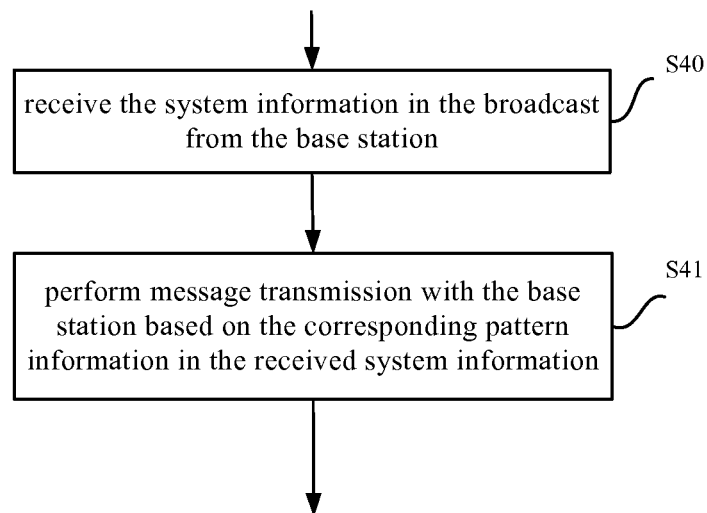 S40
receive the system information in the broadcast
from the base station
S41
perform message transmission with the base
station based on the corresponding pattern
information in the received system information